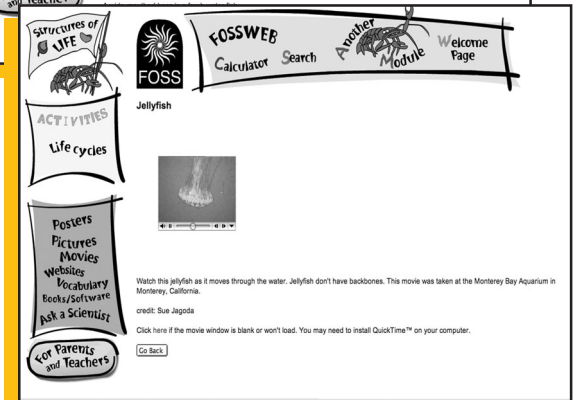 and Teachers
Structures of
LIFE
FOSS
FOSSWEB
Calculator Search
Another
Module
Welcome
Page
ACTIVITIES
Life cycles
Jellyfish
Posters
Pictures
Movies
Websites
Vocabulary
Books/Software
Ask a Scientist
For Parents
and Teachers
Watch this jellyfish as it moves through the water. Jellyfish don't have backbones. This movie was taken at the Monterey Bay Aquarium in
Monterey, California.
credit: Sue Jagoda
Click here if the movie window is blank or won't load. You may need to install QuickTime™ on your computer.
Go Back